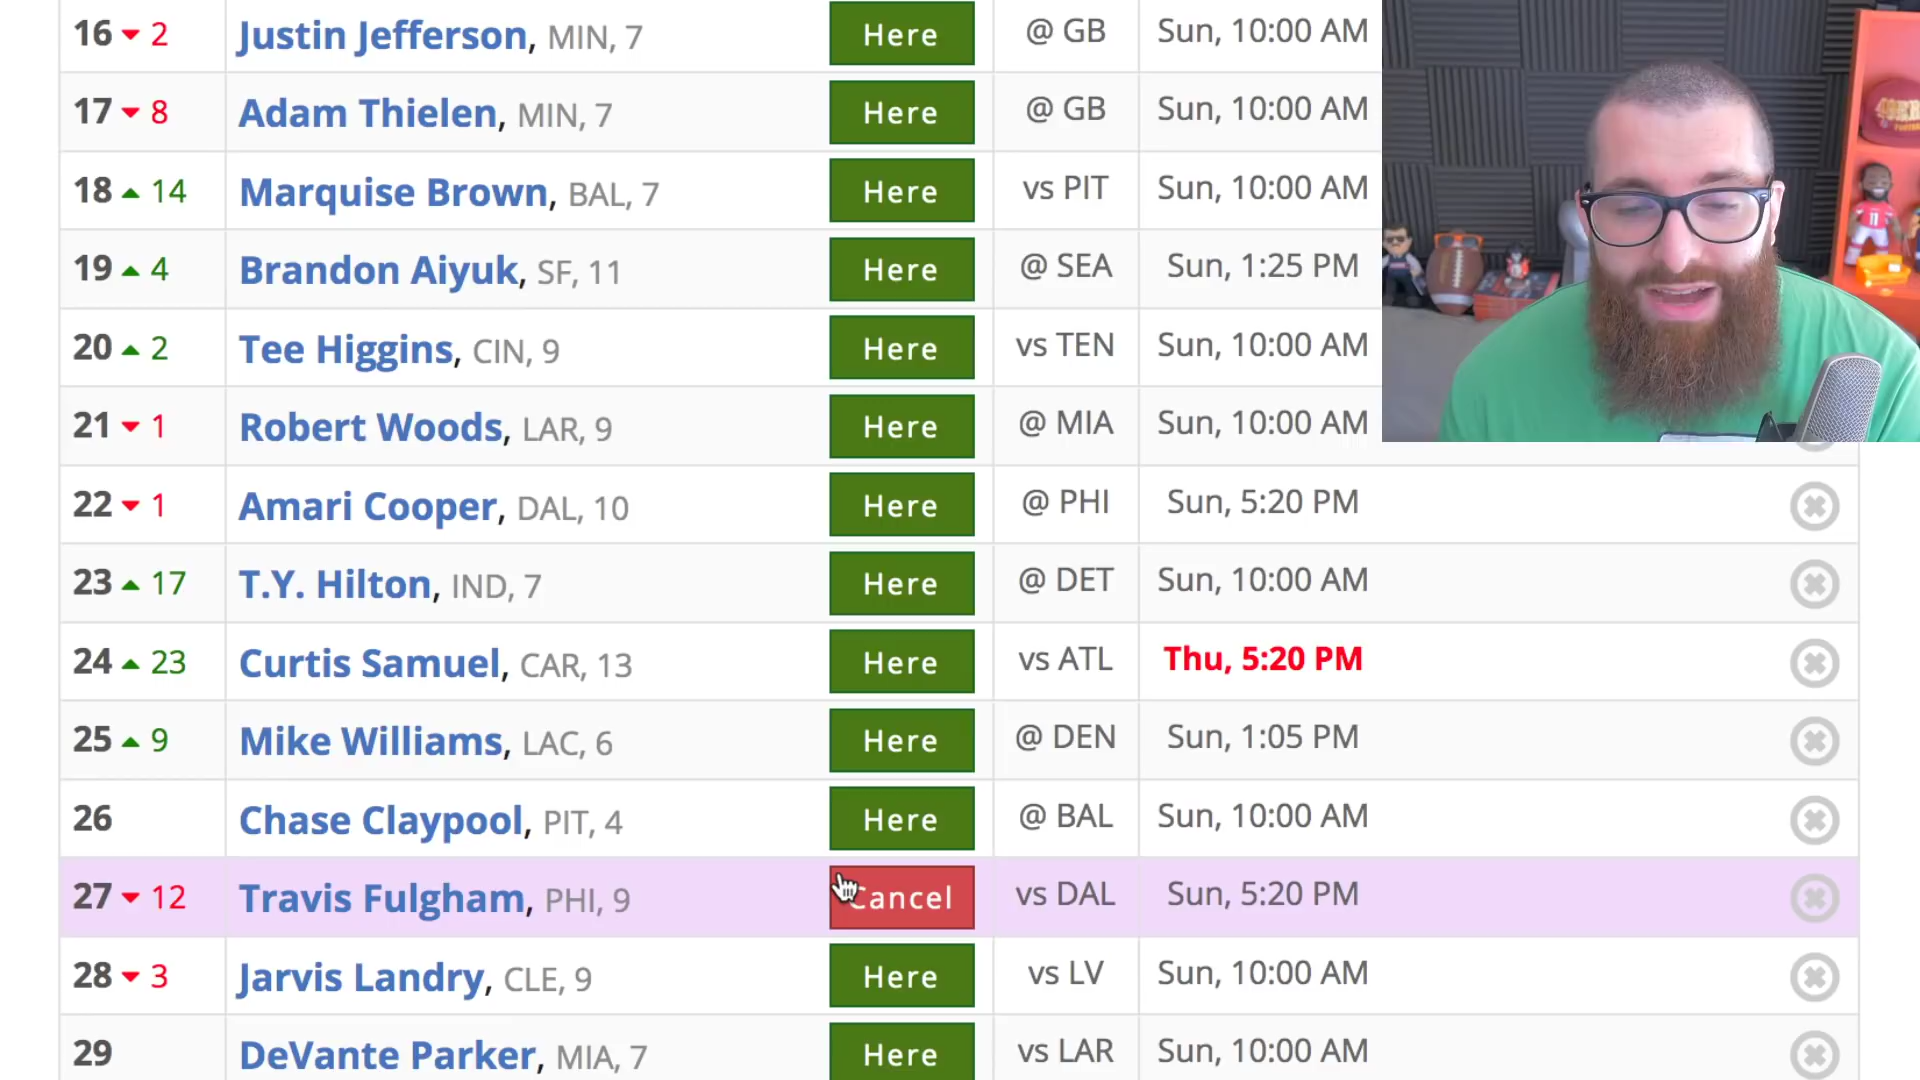 16 2 Justin Jefferson, MIN, 7 Here @ GB Sun, 10:00 AM
17 8 Adam Thielen, MIN, 7 Here @ GB Sun, 10:00 AM
18 14 Marquise Brown, BAL, 7 Here vs PIT Sun, 10:00 AM
19 4 Brandon Aiyuk, SF, 11 Here @ SEA Sun, 1:25 PM
20 2 Tee Higgins, CIN, 9 Here vs TEN Sun, 10:00 AM
21 1 Robert Woods, LAR, 9 Here @ MIA Sun, 10:00 AM
22 1 Amari Cooper, DAL, 10 Here @ PHI Sun, 5:20 PM
23 17 T.Y. Hilton, IND, 7 Here @ DET Sun, 10:00 AM
24 23 Curtis Samuel, CAR, 13 Here vs ATL Thu, 5:20 PM
25 9 Mike Williams, LAC, 6 Here @ DEN Sun, 1:05 PM
26 Chase Claypool, PIT, 4 Here @ BAL Sun, 10:00 AM
27 12 Travis Fulgham, PHI, 9 Cancel vs DAL Sun, 5:20 PM
28 3 Jarvis Landry, CLE, 9 Here vs LV Sun, 10:00 AM
29 DeVante Parker, MIA, 7 Here vs LAR Sun, 10:00 AM